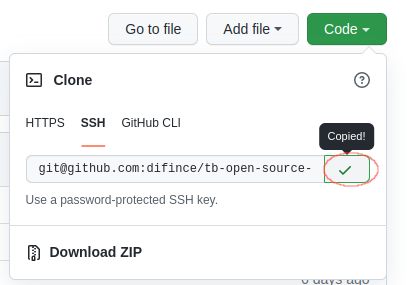 Go to file Add file Code
Clone
HTTPS SSH GitHub CLI
Copied!
git@github.com:difince/tb-open-source-
Use a password-protected SSH key.
Download ZIP
days ago